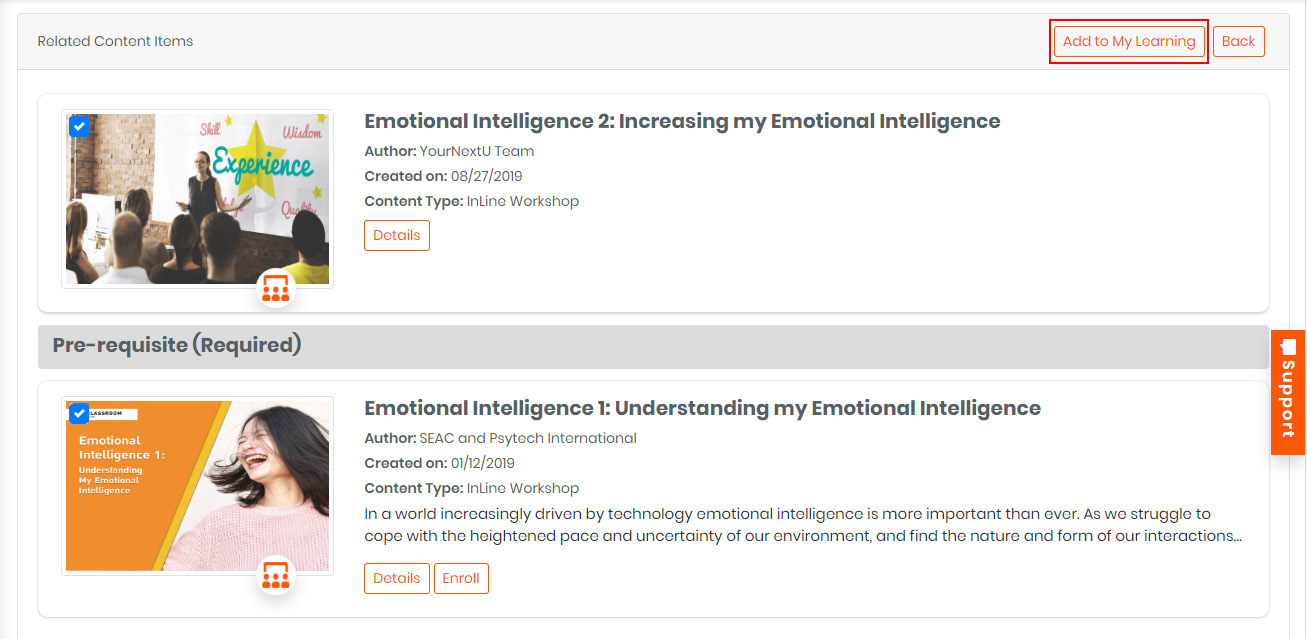 Related Content Items
Add to My Learning
Back
Skill
Wisdom
Experience
Emotional Intelligence 2: Increasing my Emotional Intelligence
Author: YourNextU Team
Created on: 08/27/2019
Content Type: InLine Workshop
Details
Pre-requisite (Required)
Support
Emotional
Intelligence 1:
Understanding
My Emotional
Intelligence
Emotional Intelligence 1: Understanding my Emotional Intelligence
Author: SEAC and Psytech International
Created on: 01/12/2019
Content Type: InLine Workshop
In a world increasingly driven by technology emotional intelligence is more important than ever. As we struggle to
cope with the heightened pace and uncertainty of our environment, and find the nature and form of our interactions...
Details
Enroll